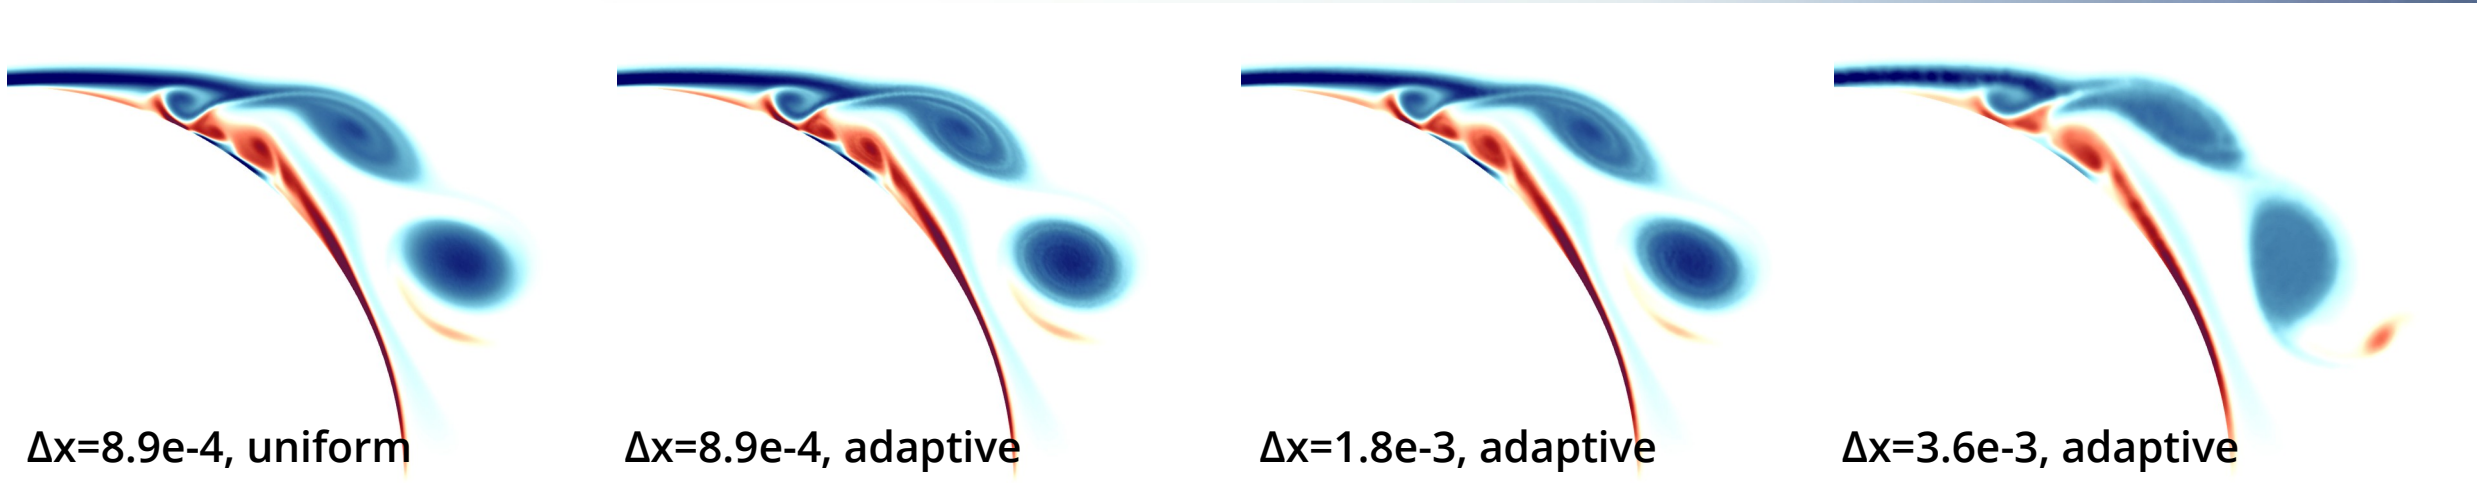 Δx=8.9e-4, uniform
Δx=8.9e-4, adaptive
Δx=1.8e-3, adaptive
Δx=3.6e-3, adaptive